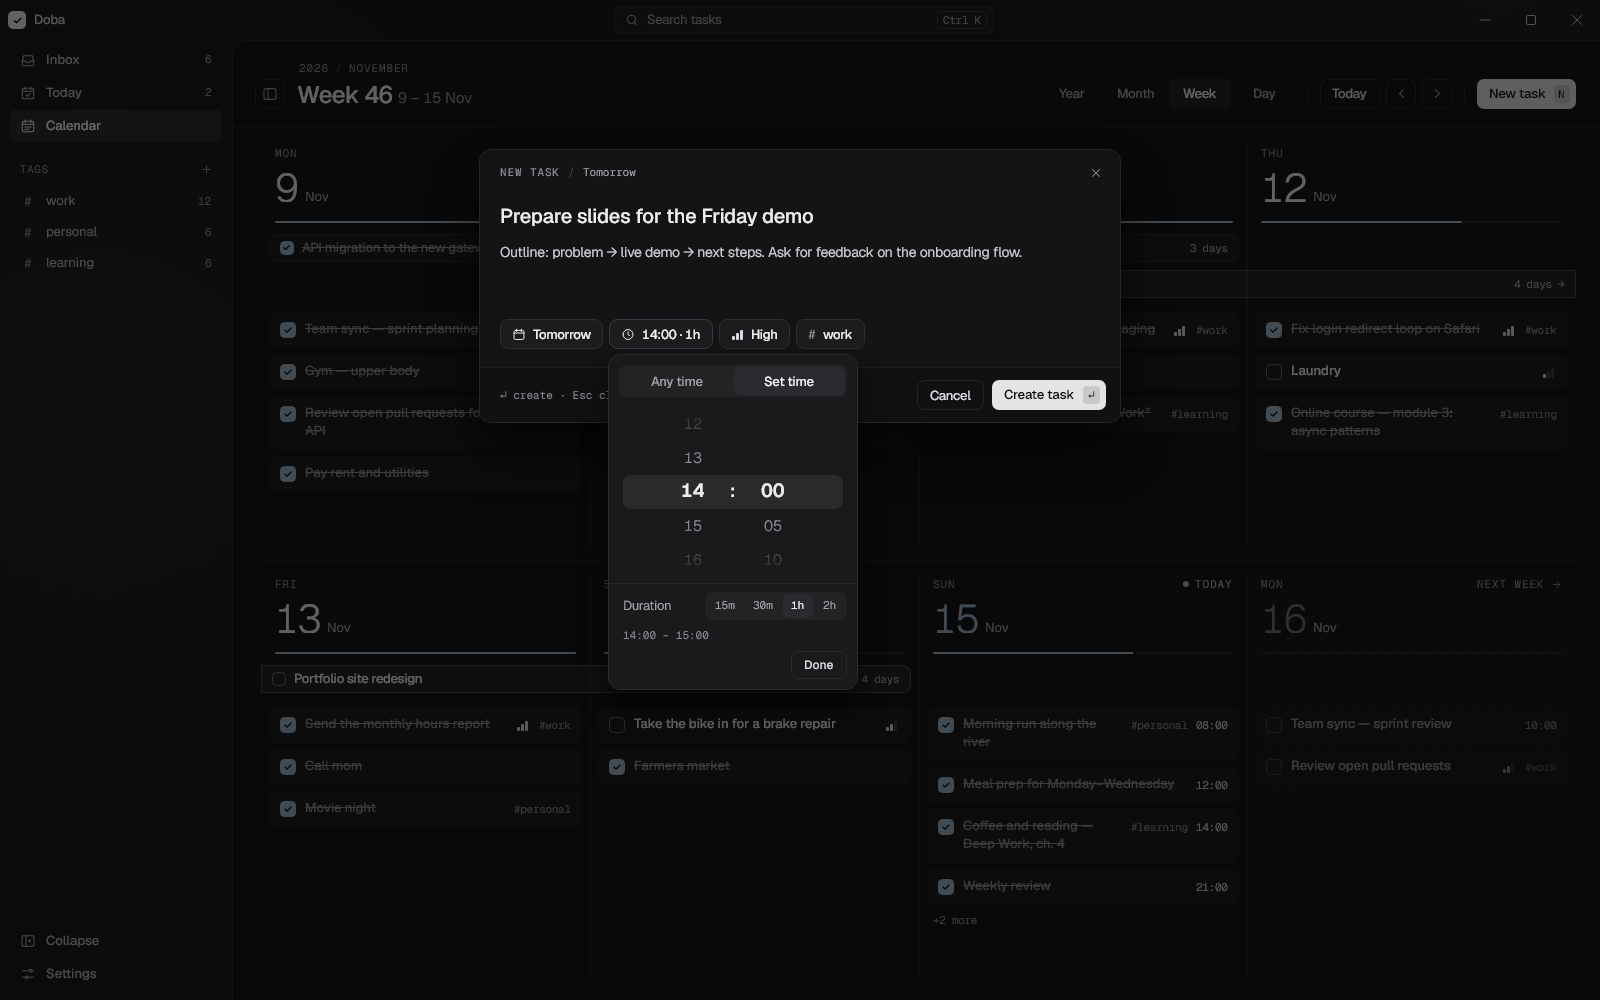 Doba
Search tasks
Ctrl K
Inbox 6
Today 2
Calendar
TAGS
# work 12
# personal 6
# learning 6
Collapse
Settings
2026 / NOVEMBER
Week 46 9 – 15 Nov
Year Month Week Day
Today
New task N
MON
9 Nov
API migration to the new
Team sync — sprint planning
Gym — upper body
Review open pull requests
API
Pay rent and utilities
3 days
#work
#learning
THU
12 Nov
4 days →
Fix login redirect loop on Safari #work
Laundry
Online course — module 3: #learning
async patterns
NEW TASK / Tomorrow
Prepare slides for the Friday demo
Outline: problem → live demo → next steps. Ask for feedback on the onboarding flow.
Tomorrow
14:00 · 1h
High
# work
↵ create · Esc
Cancel
Create task ↵
Any time Set time
12
13
14 : 00
15 05
16 10
Duration 15m 30m 1h 2h
14:00 – 15:00
Done
FRI
13 Nov
Portfolio site redesign
4 days
Send the monthly hours report #work
Call mom
Movie night #personal
Take the bike in for a brake repair
Farmers market
SUN TODAY
15 Nov
Morning run along the #personal 08:00
river
Meal prep for Monday–Wednesday 12:00
Coffee and reading — #learning 14:00
Deep Work, ch. 4
Weekly review 21:00
+2 more
MON NEXT WEEK →
16 Nov
Team sync — sprint review 10:00
Review open pull requests #work